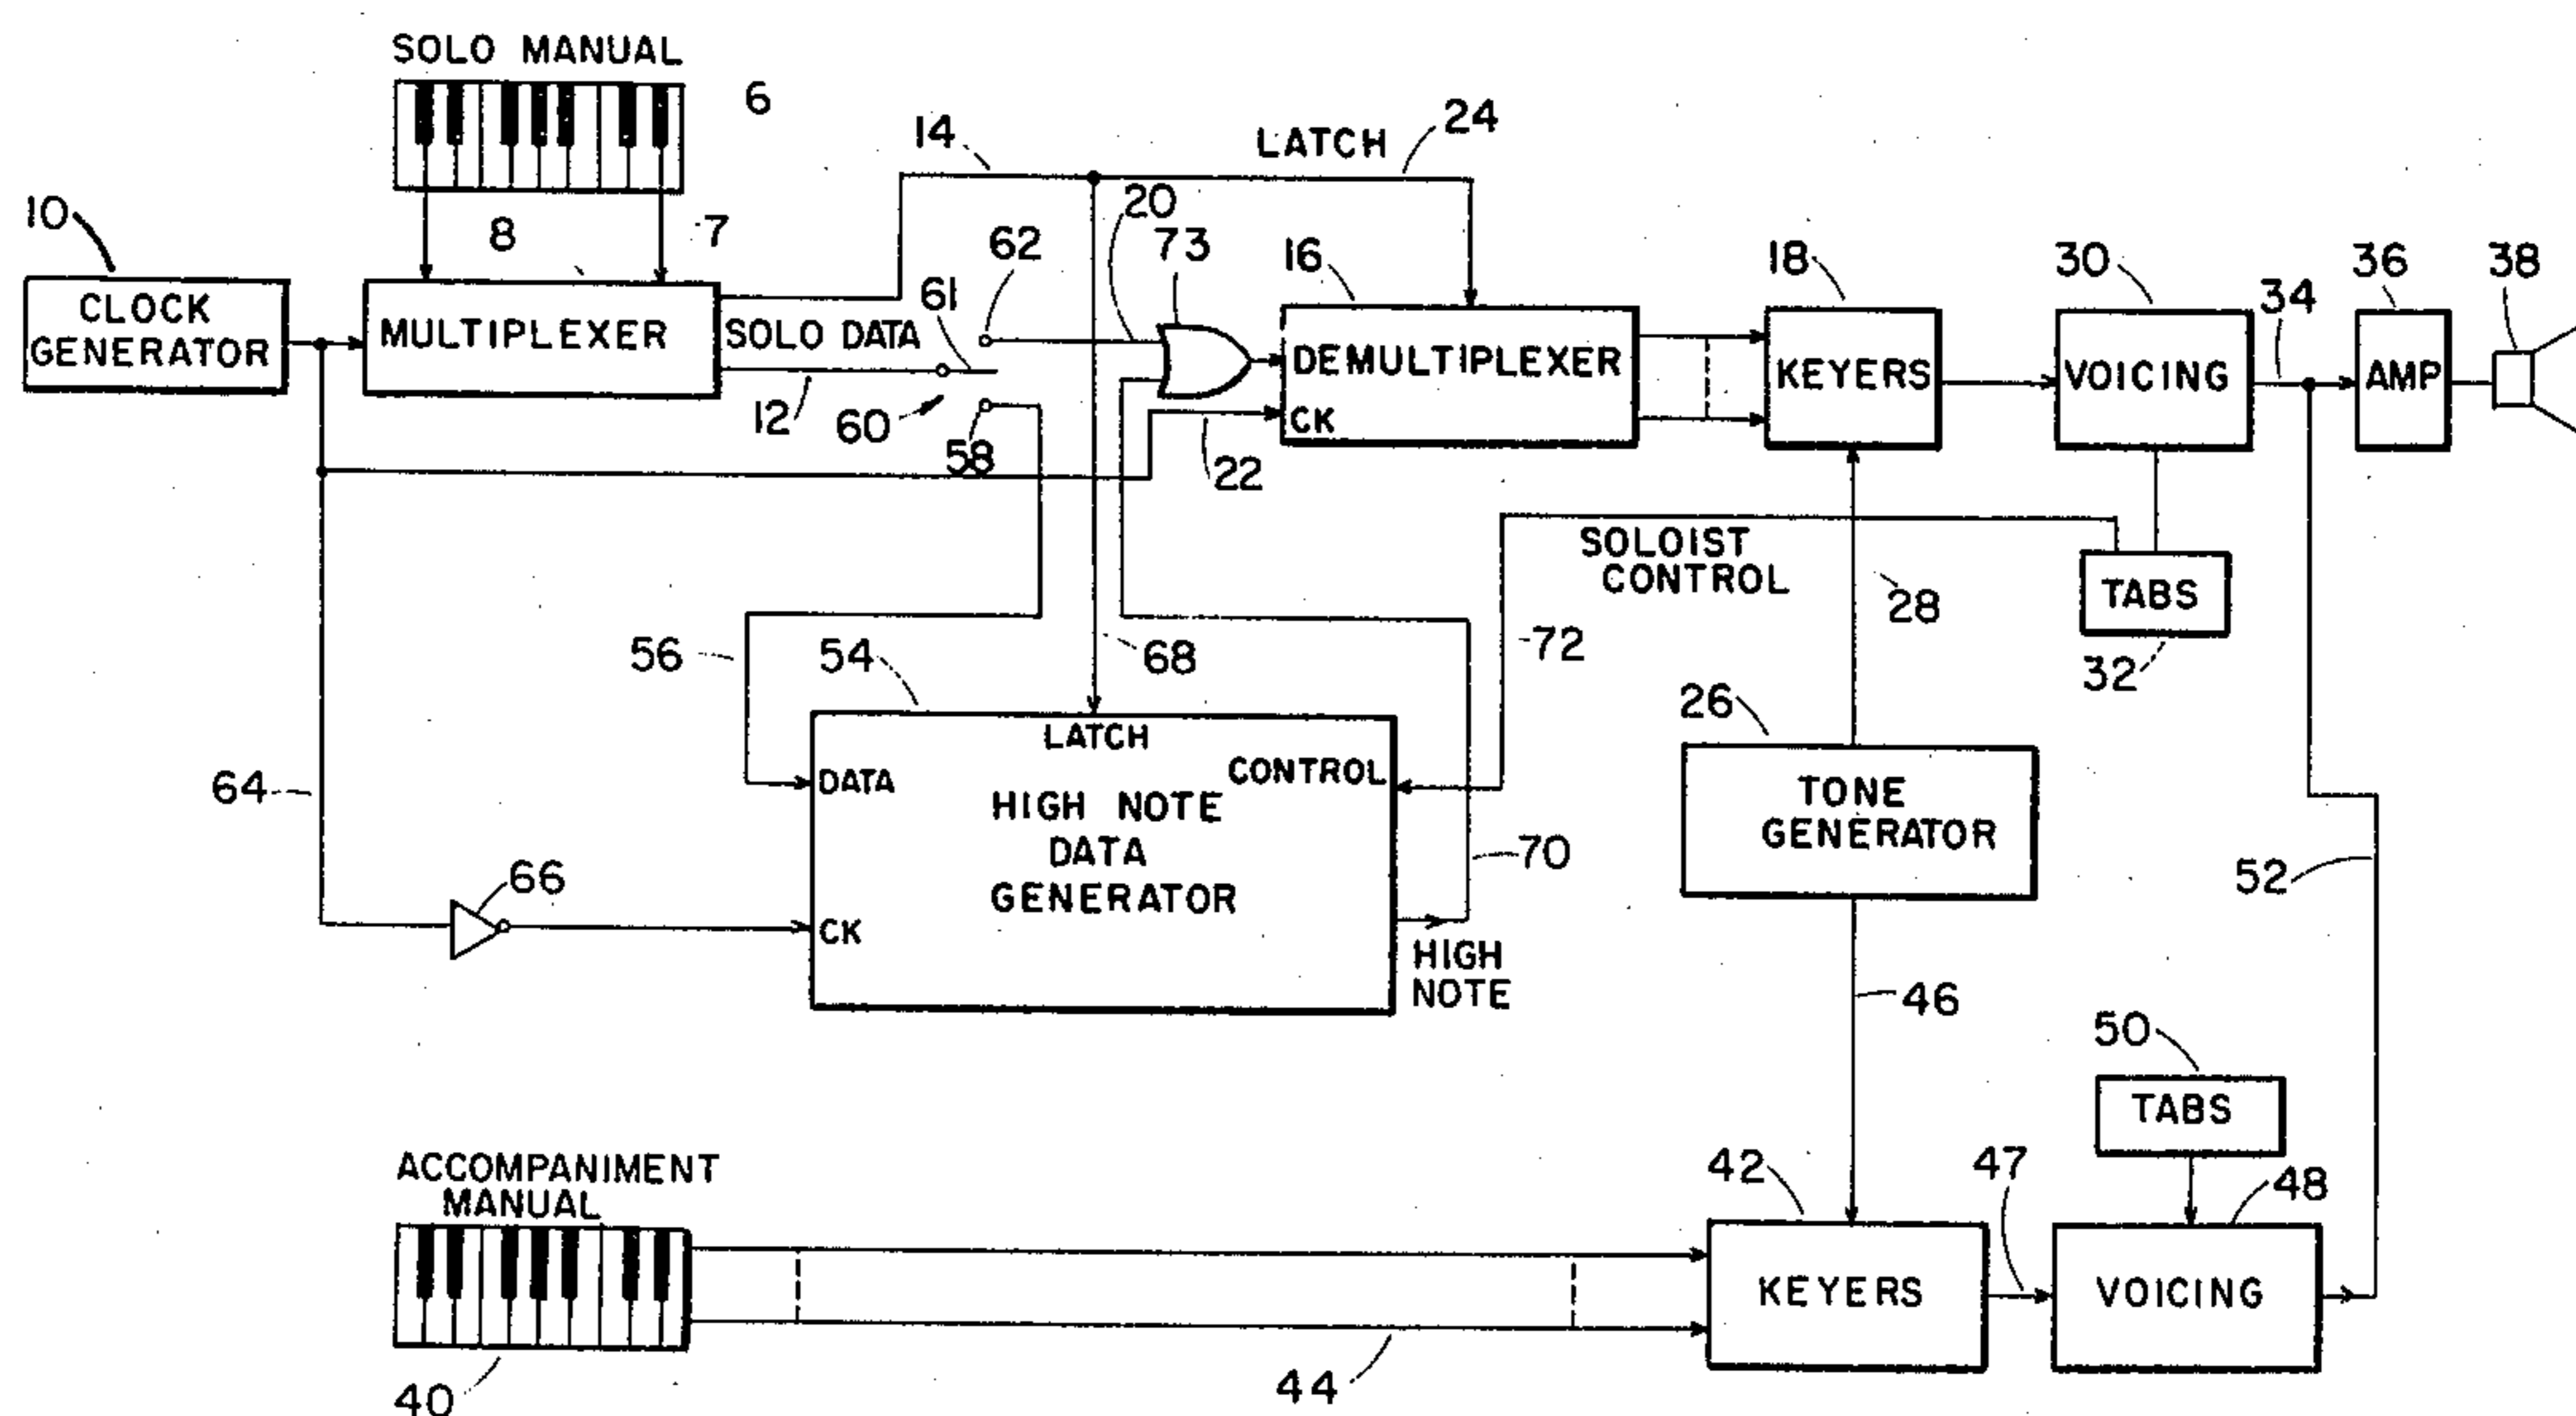 SOLO MANUAL
6
10
8
7
14
LATCH
24
20
73
62
61
16
18
30
34
36
38
CLOCK
GENERATOR
MULTIPLEXER
SOLO DATA
12
60
58
DEMULTIPLEXER
CK
22
KEYERS
VOICING
AMP
SOLOIST
CONTROL
28
TABS
32
56
54
68
72
26
LATCH
DATA
CONTROL
HIGH NOTE
DATA
GENERATOR
CK
64
66
70
HIGH
NOTE
TONE
GENERATOR
52
46
50
TABS
ACCOMPANIMENT
MANUAL
40
44
42
47
48
KEYERS
VOICING